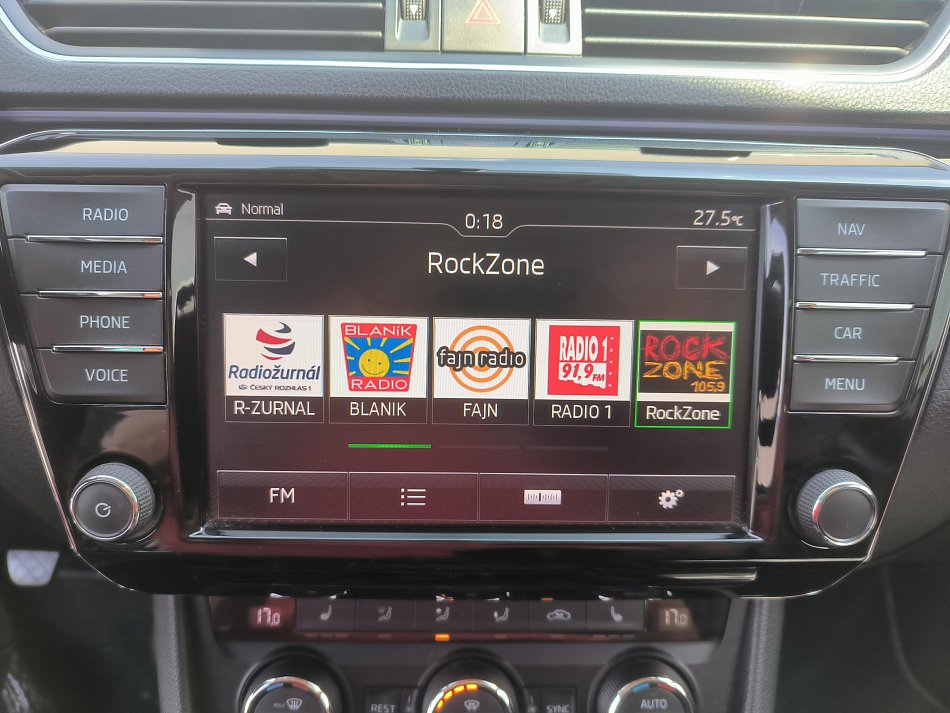 RADIO
MEDIA
PHONE
VOICE
Normal
0:18
27.5°C
RockZone
Radiožurnál
ČESKÝ ROZHLAS 1
R-ZURNAL
BLANIK
RADIO
BLANIK
fajn radio
FAJN
RADIO 1
91,9 FM
RADIO 1
ROCK
ZONE
105.9
RockZone
FM
NAV
TRAFFIC
CAR
MENU
17.0
17.0
MAX
REST
SYNC
AUTO